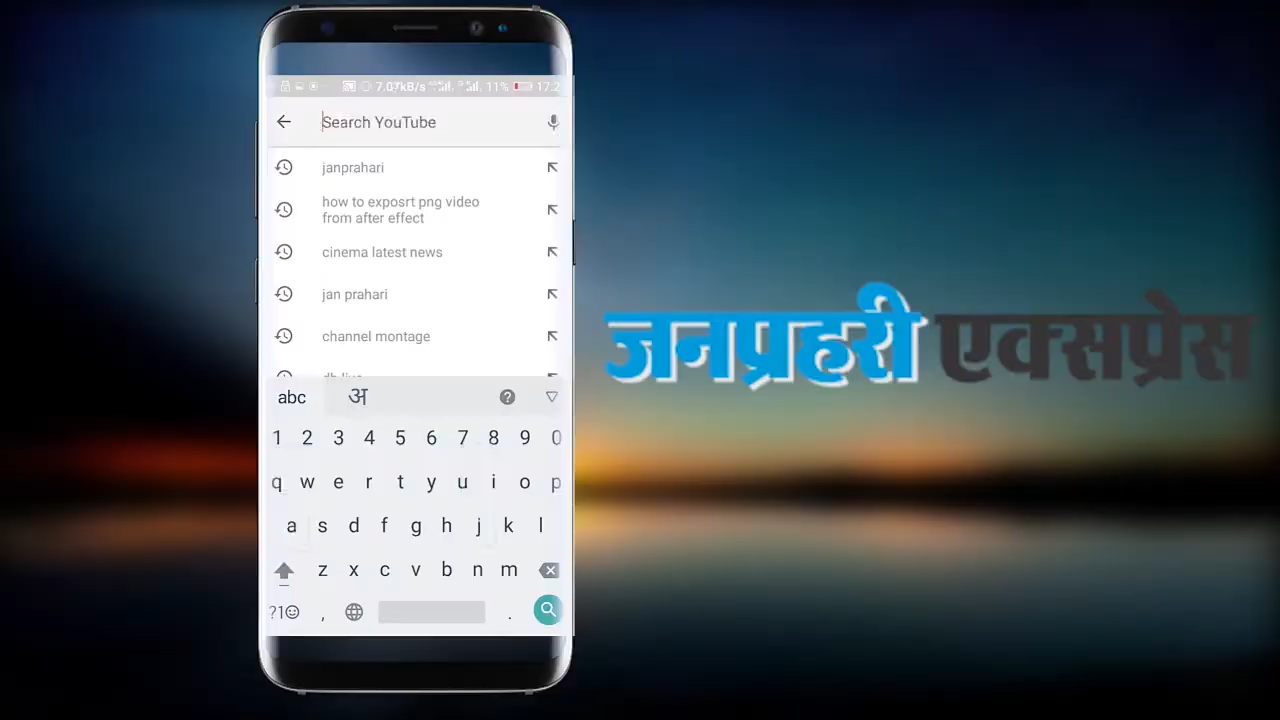 7.07kB/s 11% 17:2
Search YouTube
janprahari
how to exposrt png video
from after effect
cinema latest news
jan prahari
channel montage
abc अ
1 2 3 4 5 6 7 8 9 0
q w e r t y u i o p
a s d f g h j k l
z x c v b n m
?1☺ , .
जनप्रहरी एक्सप्रेस